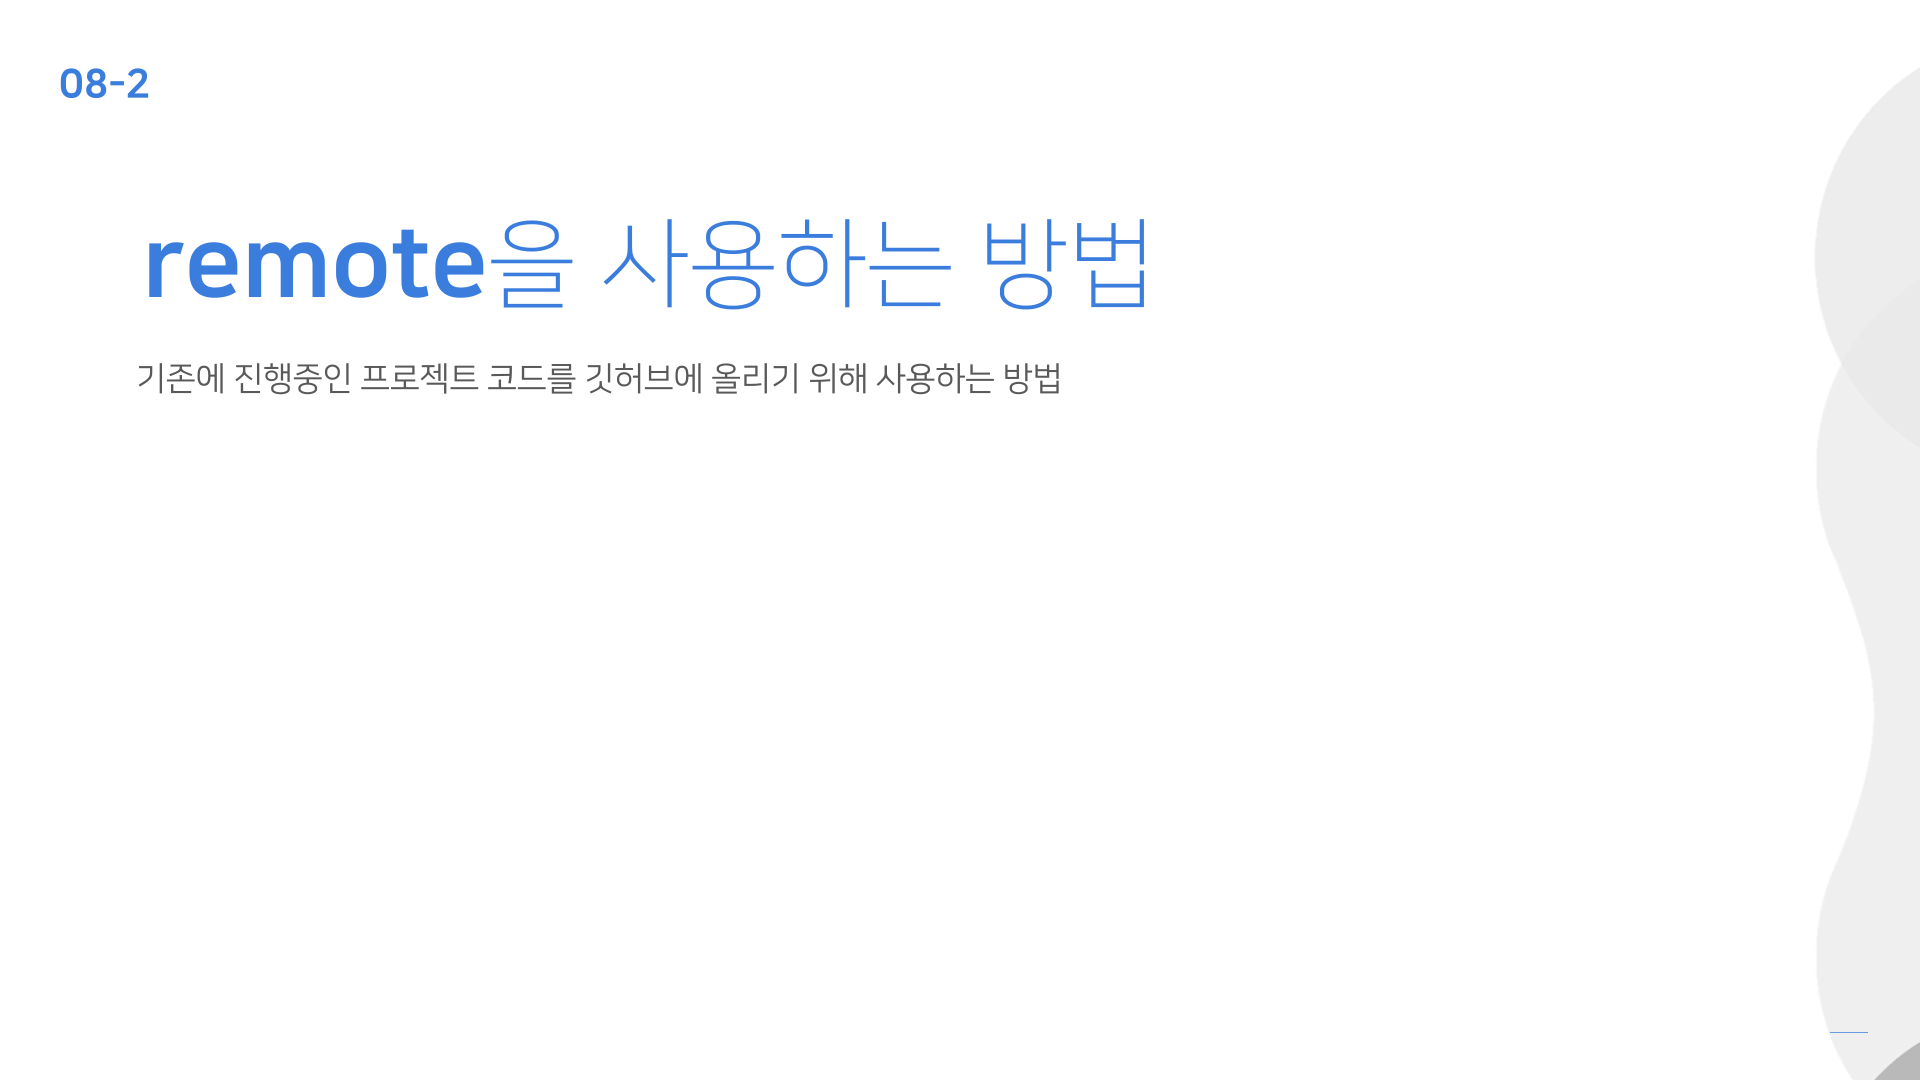 08-2
remote을 사용하는 방법
기존에 진행중인 프로젝트 코드를 깃허브에 올리기 위해 사용하는 방법